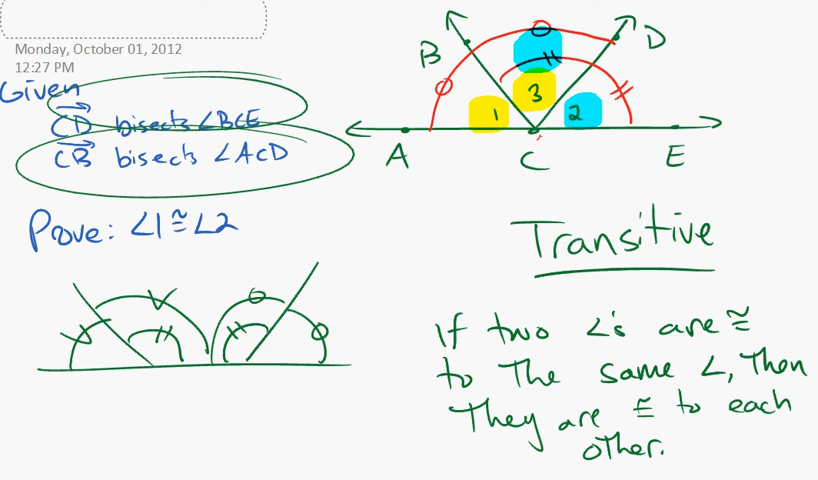 Monday, October 01, 2012
12:27 PM
Given
CD bisects ∠BCE
CB bisects ∠ACD
Prove: ∠1 ≅ ∠2
B
D
3
1
2
A
C
E
Transitive
If two ∠'s are ≅
to The same ∠, Then
They are ≅ to each
other.